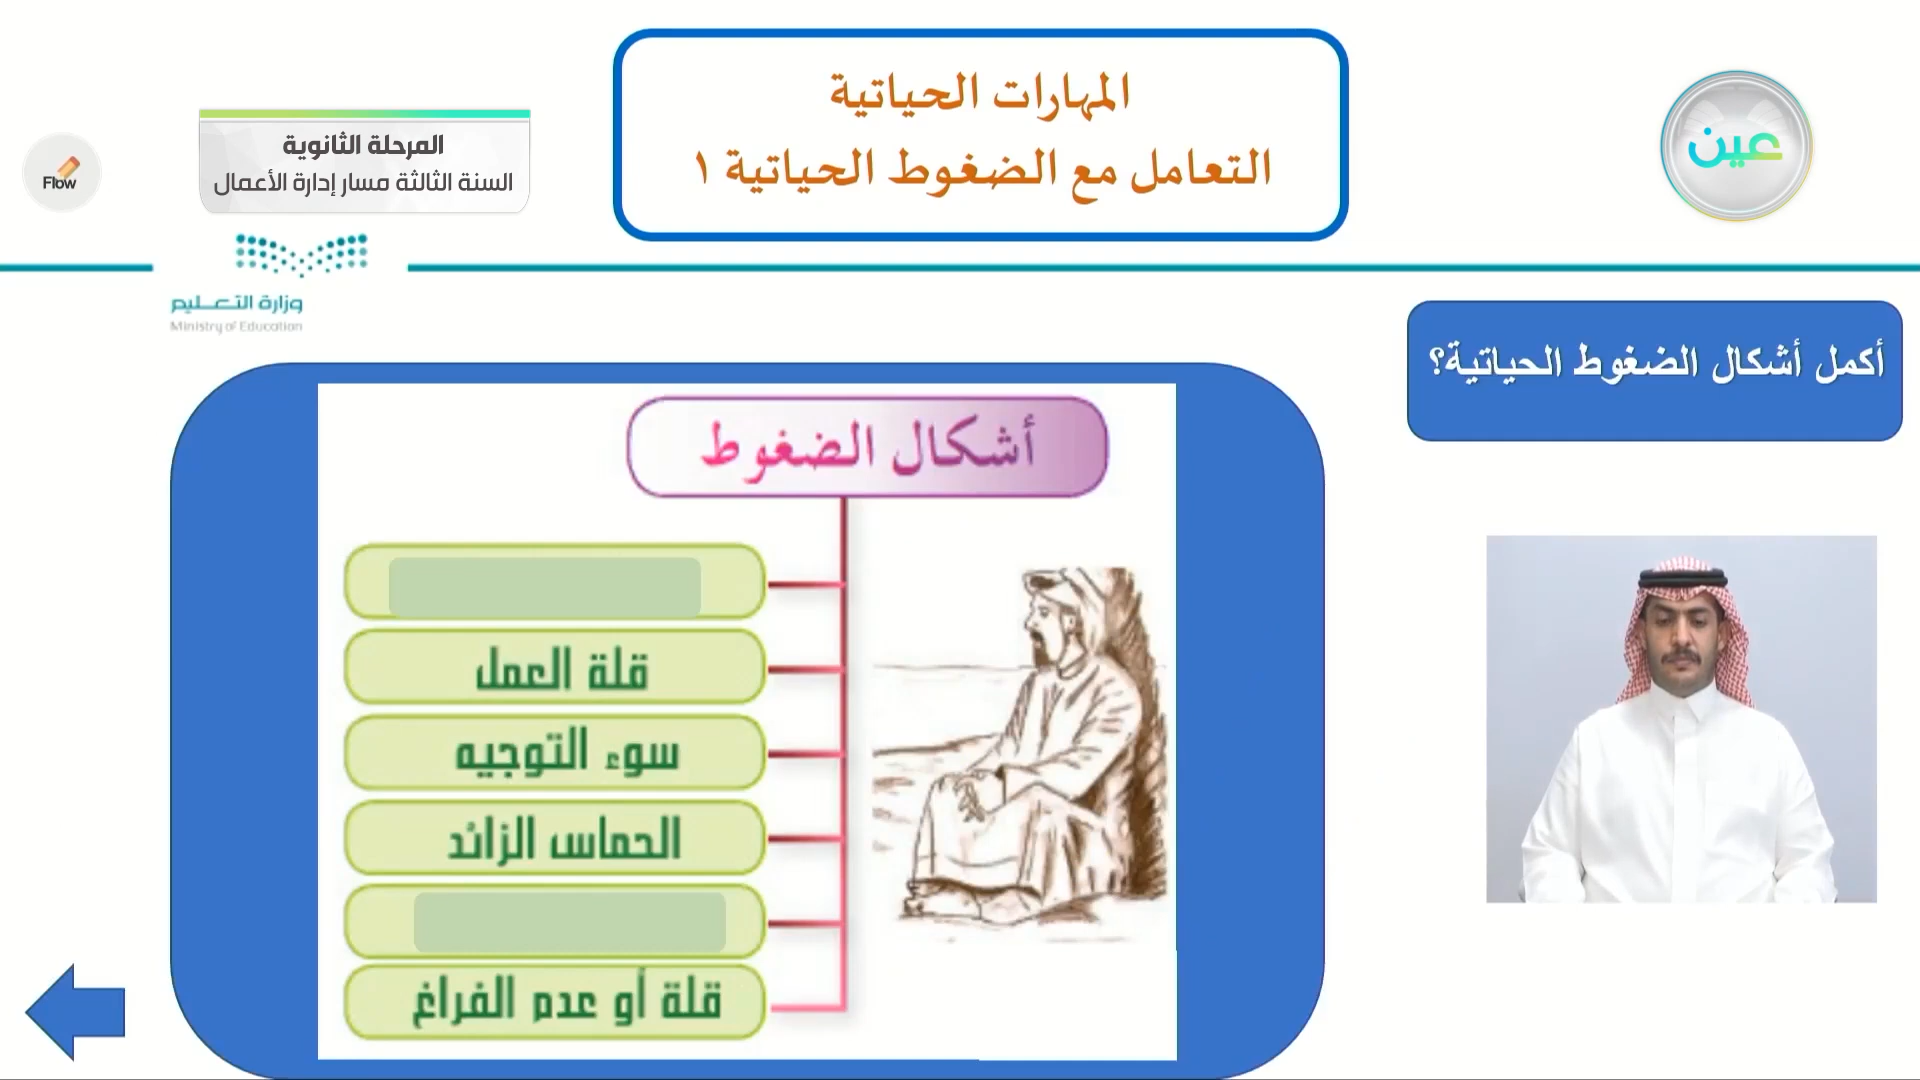 المهارات الحياتية
التعامل مع الضغوط الحياتية ١
عين
المرحلة الثانوية
السنة الثالثة مسار إدارة الأعمال
Flow
وزارة التعليم
Ministry of Education
أكمل أشكال الضغوط الحياتية؟
أشكال الضغوط
قلة العمل
سوء التوجيه
الحماس الزائد
قلة أو عدم الفراغ